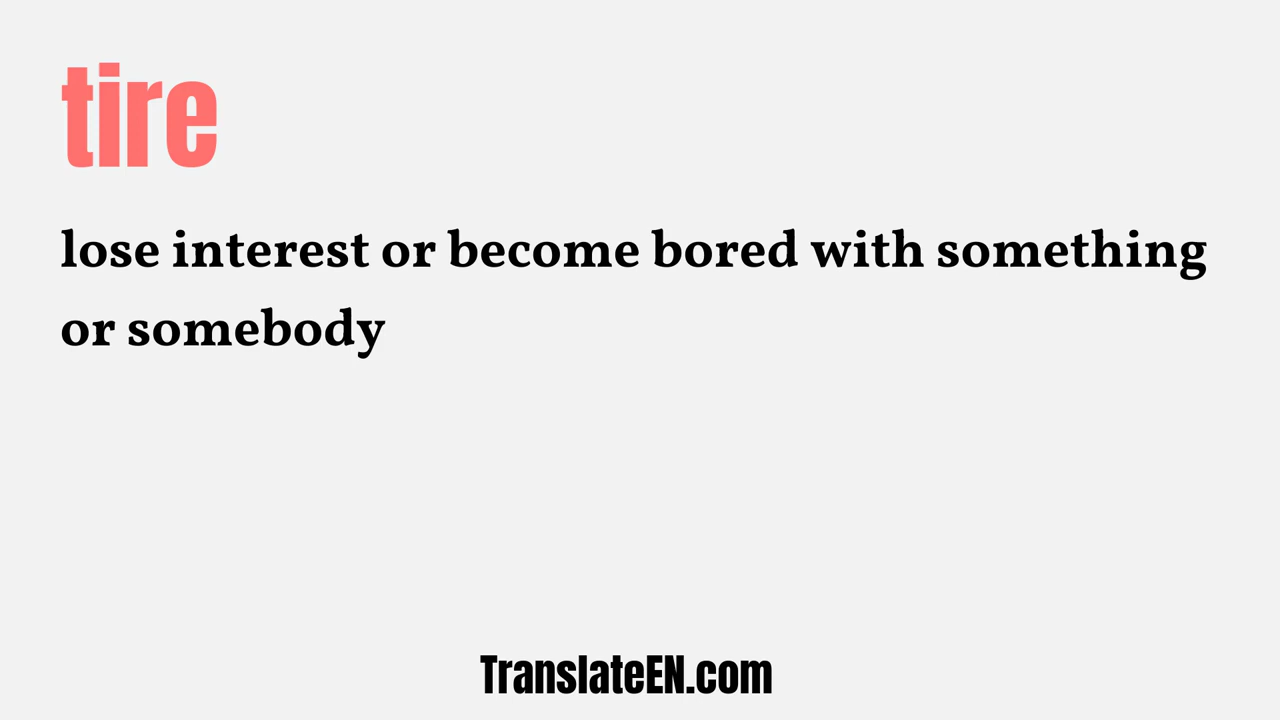 tire
lose interest or become bored with something
or somebody
TranslateEN.com